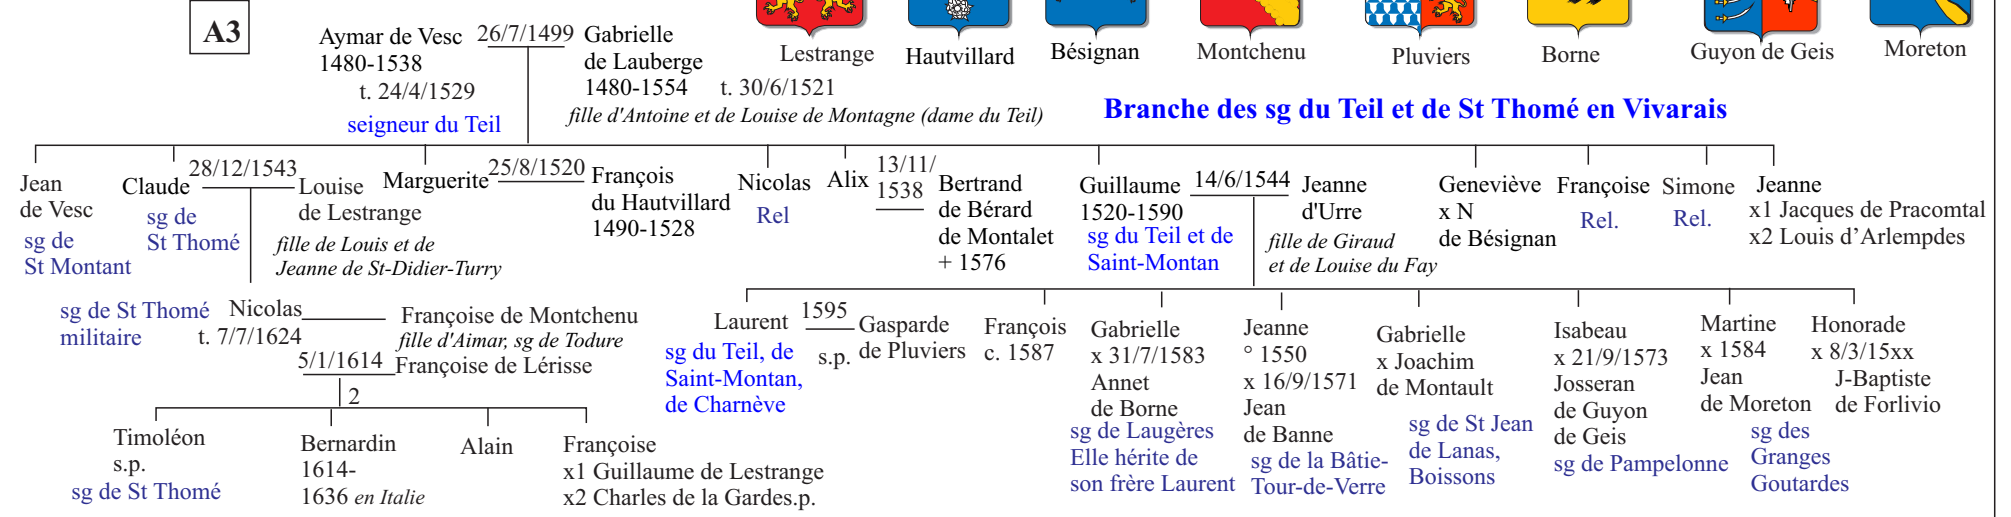 A3
Lestrange
Hautvillard
Bésignan
Montchenu
Pluviers
Borne
Guyon de Geis
Moreton
Branche des sg du Teil et de St Thomé en Vivarais
Aymar de Vesc
1480-1538
t. 24/4/1529
seigneur du Teil
26/7/1499
Gabrielle
de Lauberge
1480-1554
t. 30/6/1521
fille d'Antoine et de Louise de Montagne (dame du Teil)
Jean
de Vesc
sg de
St Montant
Claude
sg de
St Thomé
28/12/1543
Louise
de Lestrange
fille de Louis et de
Jeanne de St-Didier-Turry
Marguerite
25/8/1520
François
du Hautvillard
1490-1528
Nicolas
Rel
Alix
13/11/
1538
Bertrand
de Bérard
de Montalet
+ 1576
Guillaume
1520-1590
sg du Teil et de
Saint-Montan
14/6/1544
Jeanne
d'Urre
fille de Giraud
et de Louise du Fay
Geneviève
x N
de Bésignan
Françoise
Rel.
Simone
Rel.
Jeanne
x1 Jacques de Pracomtal
x2 Louis d’Arlempdes
sg de St Thomé
militaire
Nicolas
t. 7/7/1624
Françoise de Montchenu
fille d'Aimar, sg de Todure
5/1/1614
Françoise de Lérisse
2
Laurent
sg du Teil, de
Saint-Montan,
de Charnève
1595
s.p.
Gasparde
de Pluviers
François
c. 1587
Gabrielle
x 31/7/1583
Annet
de Borne
sg de Laugères
Elle hérite de
son frère Laurent
Jeanne
° 1550
x 16/9/1571
Jean
de Banne
sg de la Bâtie-
Tour-de-Verre
Gabrielle
x Joachim
de Montault
sg de St Jean
de Lanas,
Boissons
Isabeau
x 21/9/1573
Josseran
de Guyon
de Geis
sg de Pampelonne
Martine
x 1584
Jean
de Moreton
sg des
Granges
Goutardes
Honorade
x 8/3/15xx
J-Baptiste
de Forlivio
Timoléon
s.p.
sg de St Thomé
Bernardin
1614-
1636 en Italie
Alain
Françoise
x1 Guillaume de Lestrange
x2 Charles de la Gardes.p.